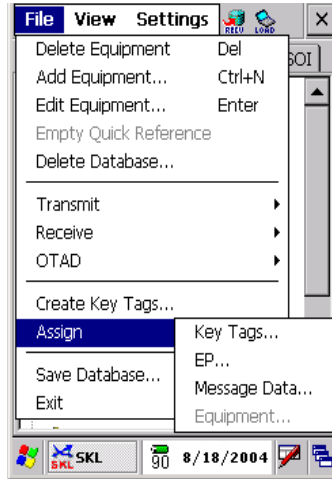 File View Settings RECV LOAD
SOI
Delete Equipment Del
Add Equipment... Ctrl+N
Edit Equipment... Enter
Empty Quick Reference
Delete Database...
Transmit
Receive
OTAD
Create Key Tags...
Assign
Key Tags...
EP...
Message Data...
Equipment...
Save Database...
Exit
SKL SKL 90 8/18/2004